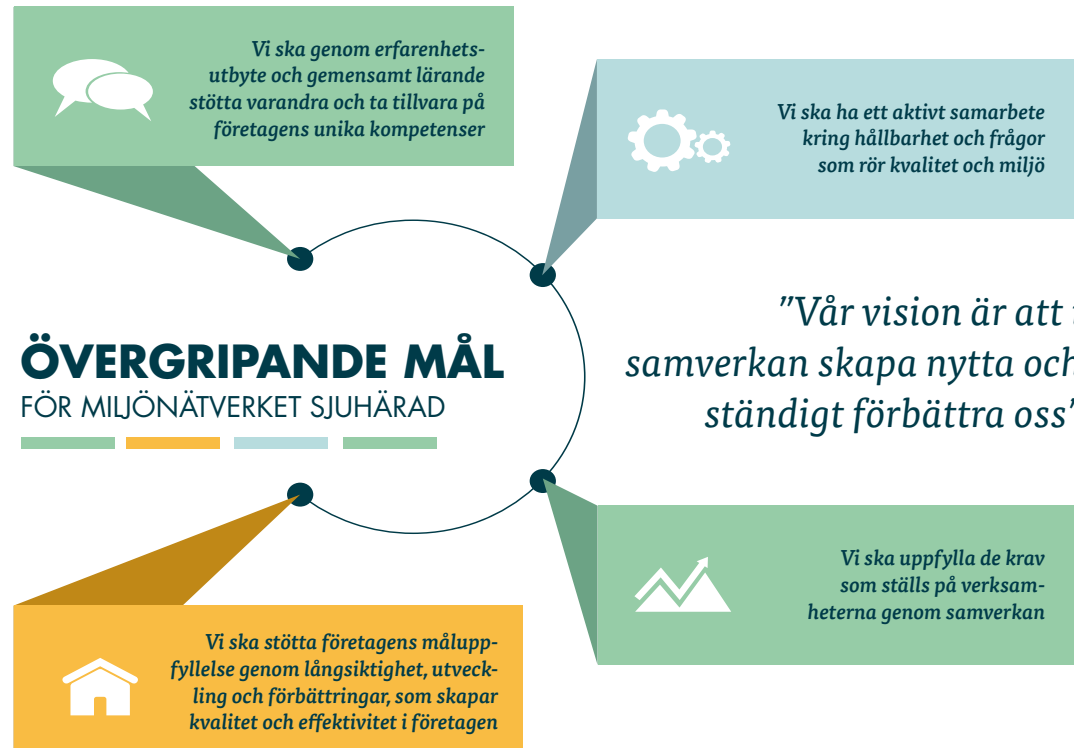 Vi ska genom erfarenhets-
utbyte och gemensamt lärande
stötta varandra och ta tillvara på
företagens unika kompetenser
Vi ska ha ett aktivt samarbete
kring hållbarhet och frågor
som rör kvalitet och miljö
ÖVERGRIPANDE MÅL
FÖR MILJÖNÄTVERKET SJUHÄRAD
"Vår vision är att
samverkan skapa nytta och
ständigt förbättra oss"
Vi ska uppfylla de krav
som ställs på verksam-
heterna genom samverkan
Vi ska stötta företagens måluppfyllelse
fyllelse genom långsiktighet, utveck-
ling och förbättringar, som skapar
kvalitet och effektivitet i företagen